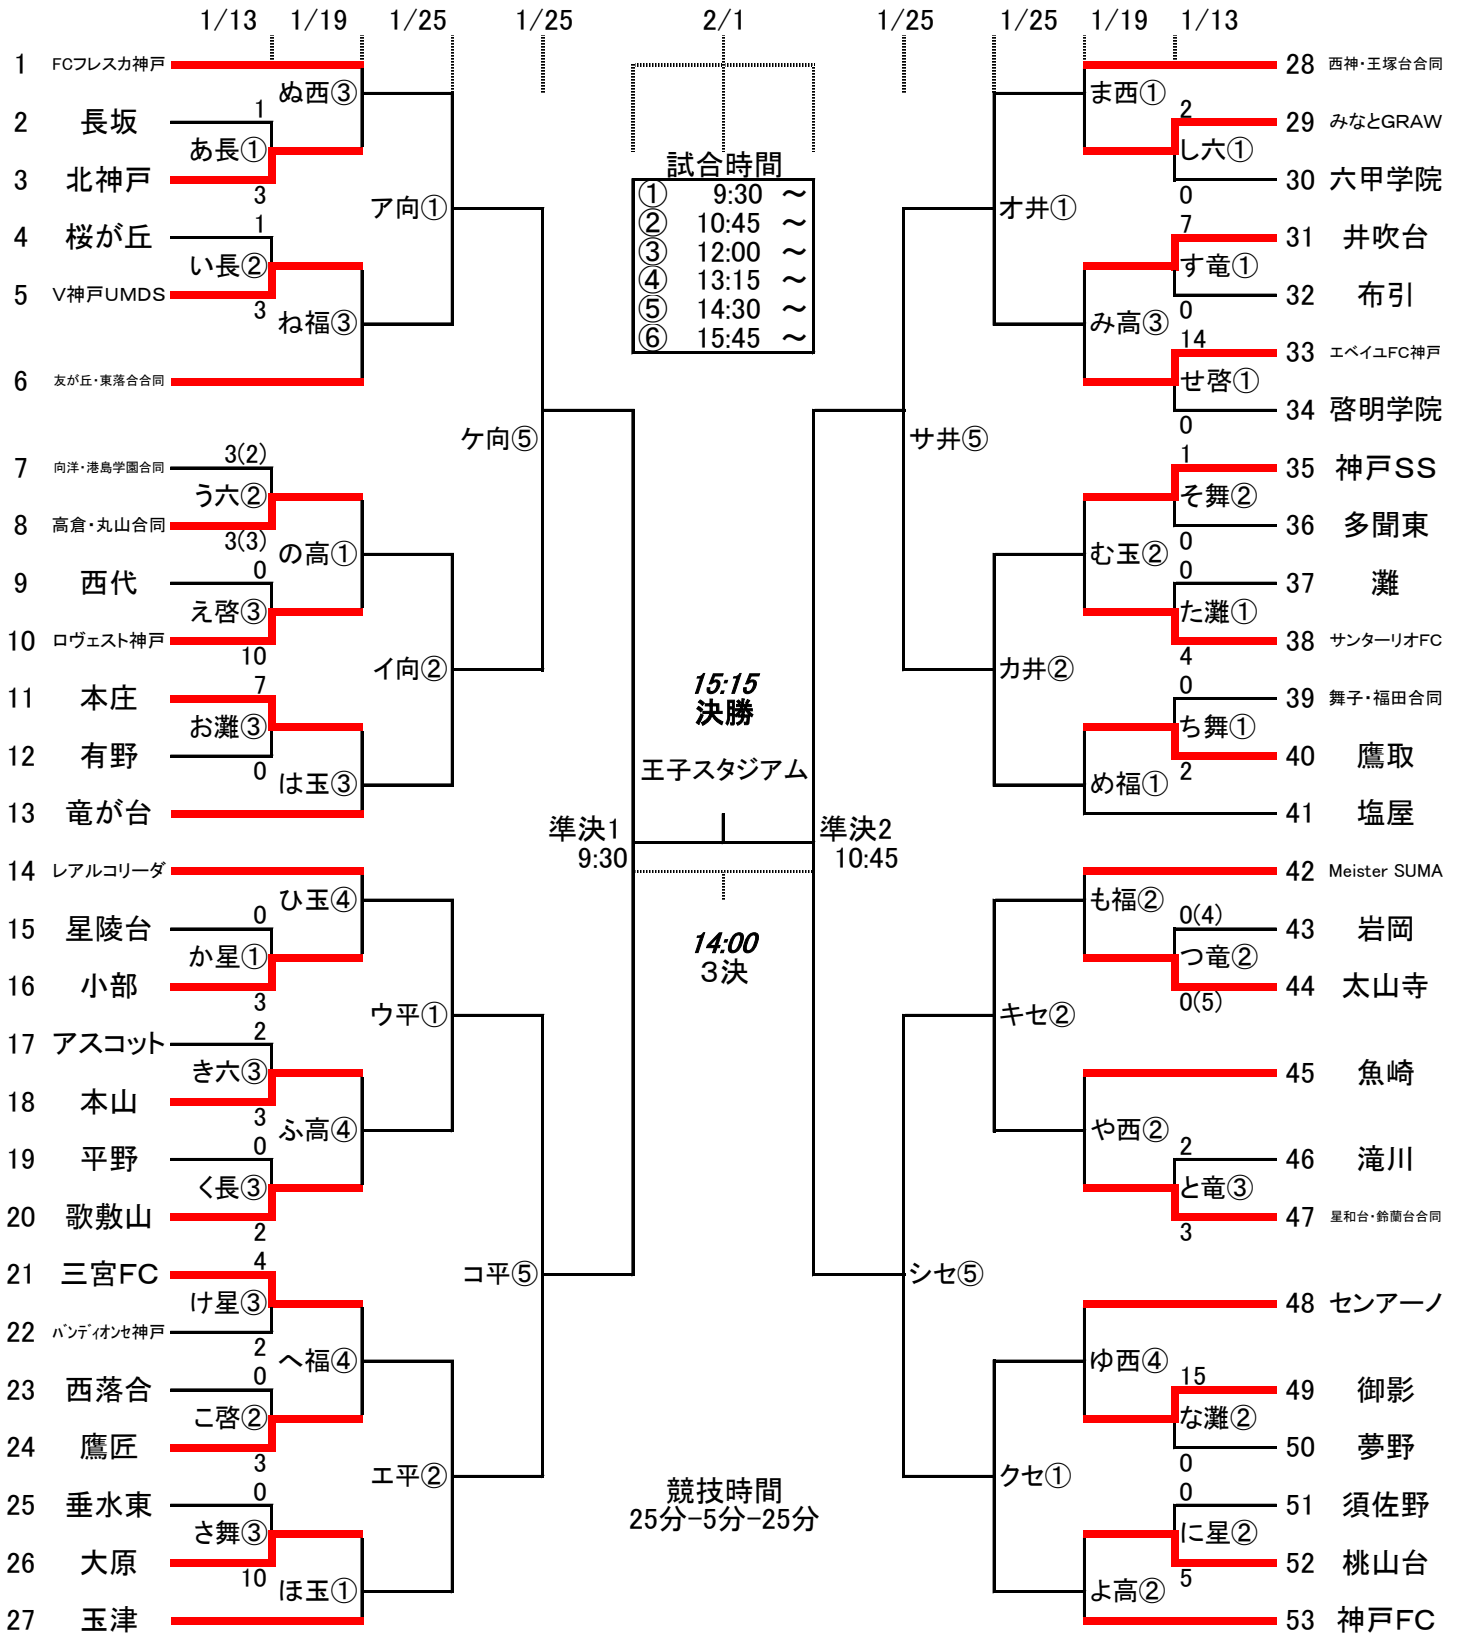 1/13 1/19 1/25 1/25 2/1 1/25 1/25 1/19 1/13
1 FCフレスカ神戸
ぬ西③
2 長坂 1
あ長①
3 北神戸 3
ア向①
4 桜が丘 1
い長②
5 V神戸UMDS 3
ね福③
6 友が丘・東落合合同
ケ向⑤
7 向洋・港島学園合同 3(2)
う六②
8 高倉・丸山合同 3(3)
の高①
9 西代 0
え啓③
10 ロヴェスト神戸 10
イ向②
11 本庄 7
お灘③
12 有野 0
は玉③
13 竜が台
14 レアルコリーダ
ひ玉④
15 星陵台 0
か星①
16 小部 3
ウ平①
17 アスコット 2
き六③
18 本山 3
ふ高④
19 平野 0
く長③
20 歌敷山 2
コ平⑤
21 三宮FC 4
け星③
22 バンディオンセ神戸 2
へ福④
23 西落合 0
こ啓②
24 鷹匠 3
エ平②
25 垂水東 0
さ舞③
26 大原 10
ほ玉①
27 玉津
試合時間
① 9:30 ～
② 10:45 ～
③ 12:00 ～
④ 13:15 ～
⑤ 14:30 ～
⑥ 15:45 ～
15:15
決勝
王子スタジアム
準決1
9:30
準決2
10:45
14:00
３決
競技時間
25分-5分-25分
28 西神・王塚台合同
ま西①
2 29 みなとGRAW
し六①
0 30 六甲学院
オ井①
7 31 井吹台
す竜①
0 32 布引
み高③
14 33 エベイユFC神戸
せ啓①
0 34 啓明学院
サ井⑤
1 35 神戸SS
そ舞②
0 36 多聞東
む玉②
0 37 灘
た灘①
4 38 サンターリオFC
カ井②
0 39 舞子・福田合同
ち舞①
2 40 鷹取
め福①
41 塩屋
42 Meister SUMA
も福②
0(4) 43 岩岡
つ竜②
0(5) 44 太山寺
キセ②
45 魚崎
や西②
2 46 滝川
と竜③
3 47 星和台・鈴蘭台合同
シセ⑤
48 センアーノ
ゆ西④
15 49 御影
な灘②
0 50 夢野
クセ①
0 51 須佐野
に星②
5 52 桃山台
よ高②
53 神戸FC